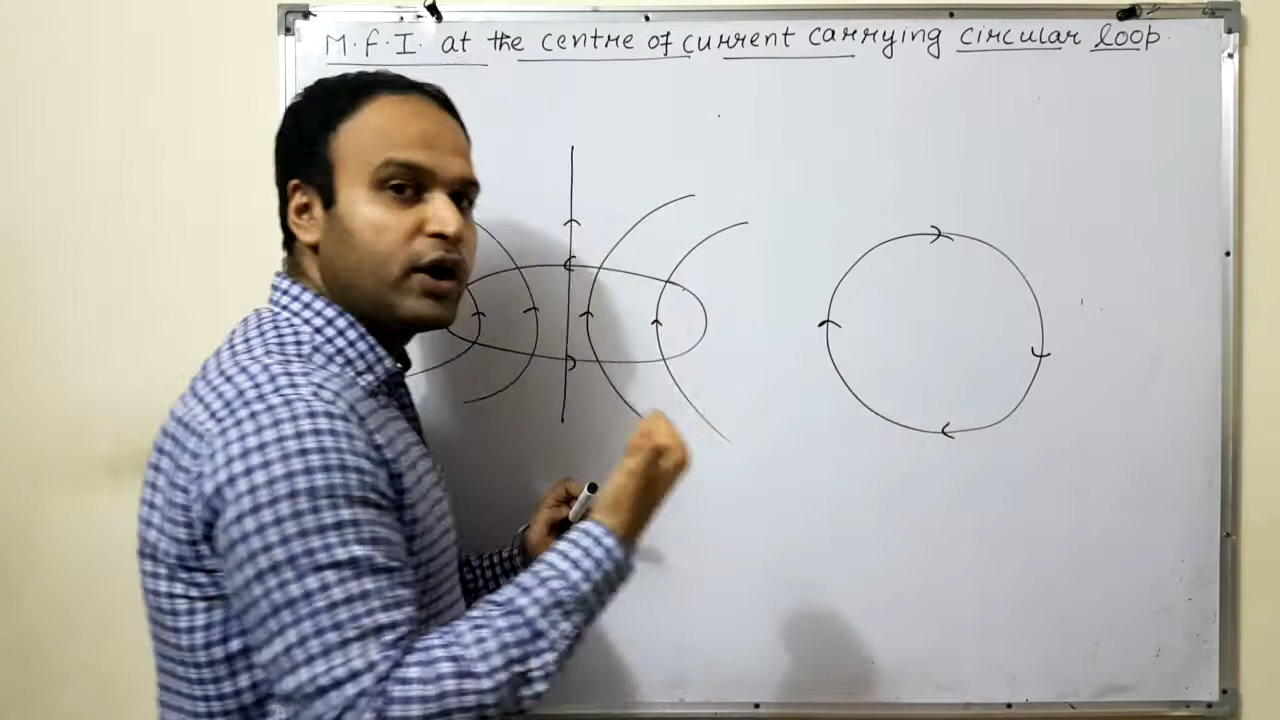 M.f.I. at the centre of current carrying circular loop.